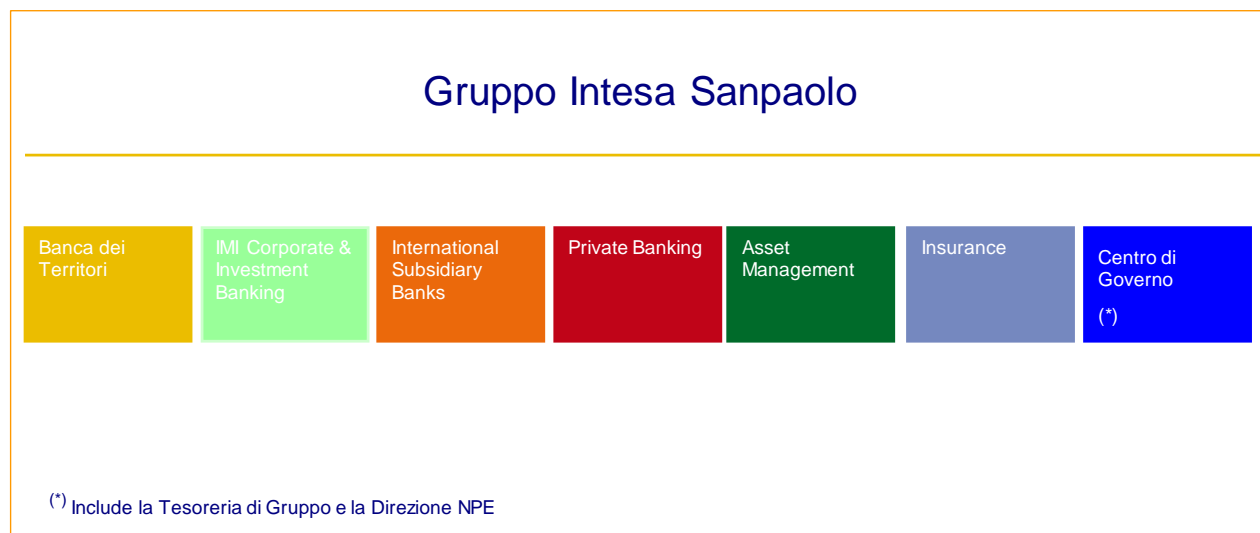 Gruppo Intesa Sanpaolo
Banca dei
Territori
IMI Corporate &
Investment
Banking
International
Subsidiary
Banks
Private Banking
Asset
Management
Insurance
Centro di
Governo
(*)
(*) Include la Tesoreria di Gruppo e la Direzione NPE